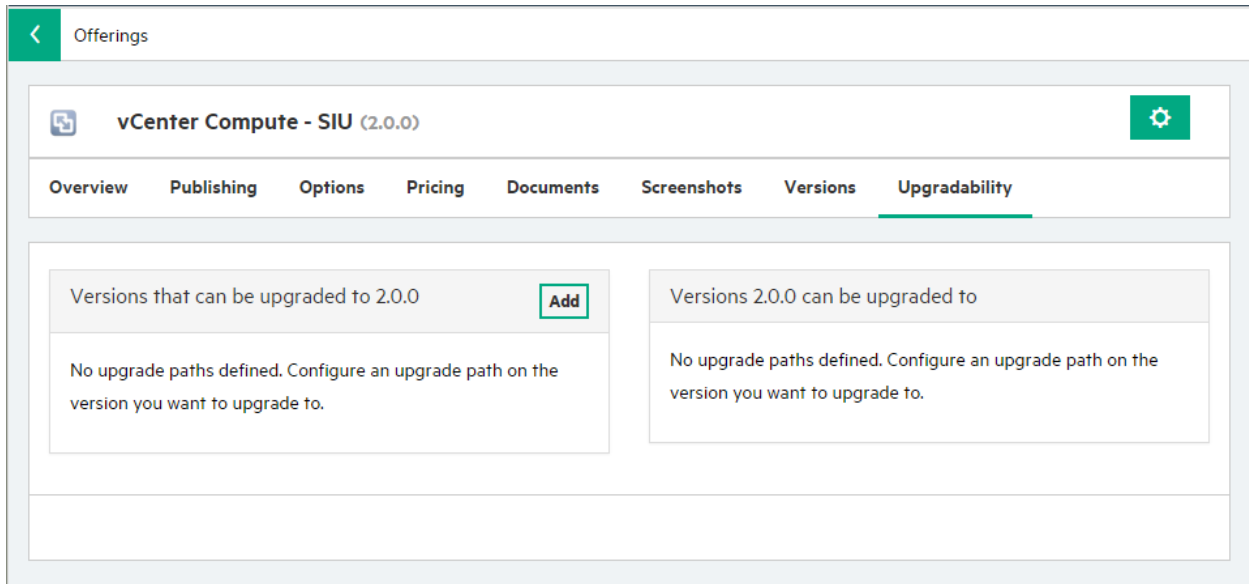 Offerings
vCenter Compute - SIU (2.0.0)
Overview Publishing Options Pricing Documents Screenshots Versions Upgradability
Versions that can be upgraded to 2.0.0 Add
No upgrade paths defined. Configure an upgrade path on the
version you want to upgrade to.
Versions 2.0.0 can be upgraded to
No upgrade paths defined. Configure an upgrade path on the
version you want to upgrade to.